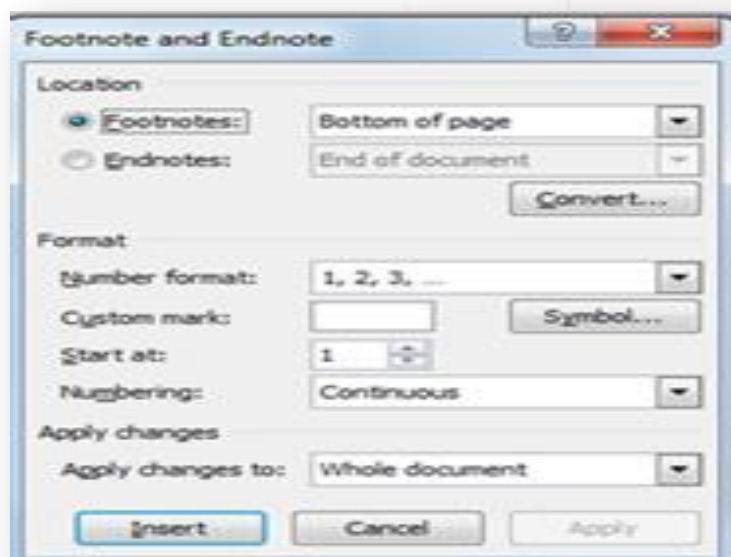 Footnote and Endnote
Location
Footnotes: Bottom of page
Endnotes: End of document
Convert...
Format
Number format: 1, 2, 3, ...
Custom mark: Symbol...
Start at: 1
Numbering: Continuous
Apply changes
Apply changes to: Whole document
Insert Cancel Apply